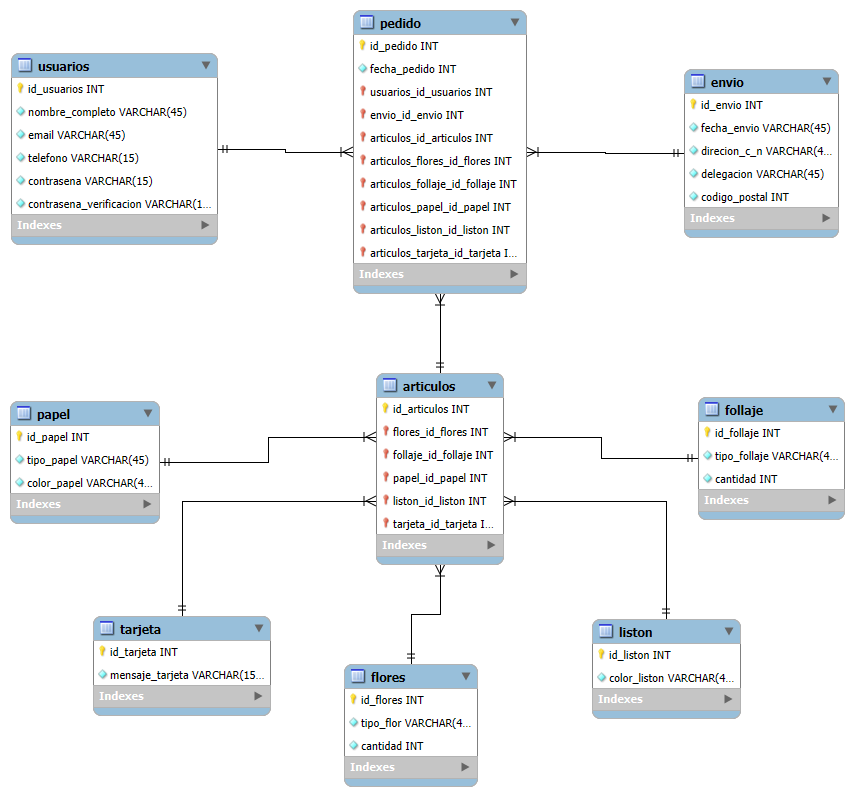 pedido
id_pedido INT
fecha_pedido INT
usuarios_id_usuarios INT
envio_id_envio INT
articulos_id_articulos INT
articulos_flores_id_flores INT
articulos_follaje_id_follaje INT
articulos_papel_id_papel INT
articulos_liston_id_liston INT
articulos_tarjeta_id_tarjeta I...
Indexes
usuarios
id_usuarios INT
nombre_completo VARCHAR(45)
email VARCHAR(45)
telefono VARCHAR(15)
contrasena VARCHAR(15)
contrasena_verificacion VARCHAR(1...
Indexes
envio
id_envio INT
fecha_envio VARCHAR(45)
direcion_c_n VARCHAR(4...
delegacion VARCHAR(45)
codigo_postal INT
Indexes
articulos
id_articulos INT
flores_id_flores INT
follaje_id_follaje INT
papel_id_papel INT
liston_id_liston INT
tarjeta_id_tarjeta I...
Indexes
papel
id_papel INT
tipo_papel VARCHAR(45)
color_papel VARCHAR(4...
Indexes
follaje
id_follaje INT
tipo_follaje VARCHAR(4...
cantidad INT
Indexes
tarjeta
id_tarjeta INT
mensaje_tarjeta VARCHAR(15...
Indexes
flores
id_flores INT
tipo_flor VARCHAR(4...
cantidad INT
Indexes
liston
id_liston INT
color_liston VARCHAR(4...
Indexes